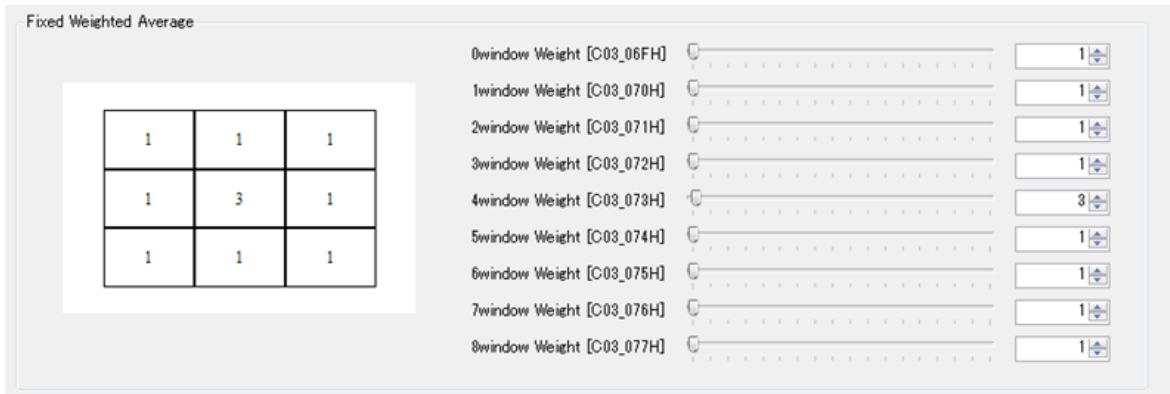 Fixed Weighted Average
0window Weight [C03_06FH] 1
1window Weight [C03_070H] 1
2window Weight [C03_071H] 1
3window Weight [C03_072H] 1
4window Weight [C03_073H] 3
5window Weight [C03_074H] 1
6window Weight [C03_075H] 1
7window Weight [C03_076H] 1
8window Weight [C03_077H] 1
1 1 1
1 3 1
1 1 1